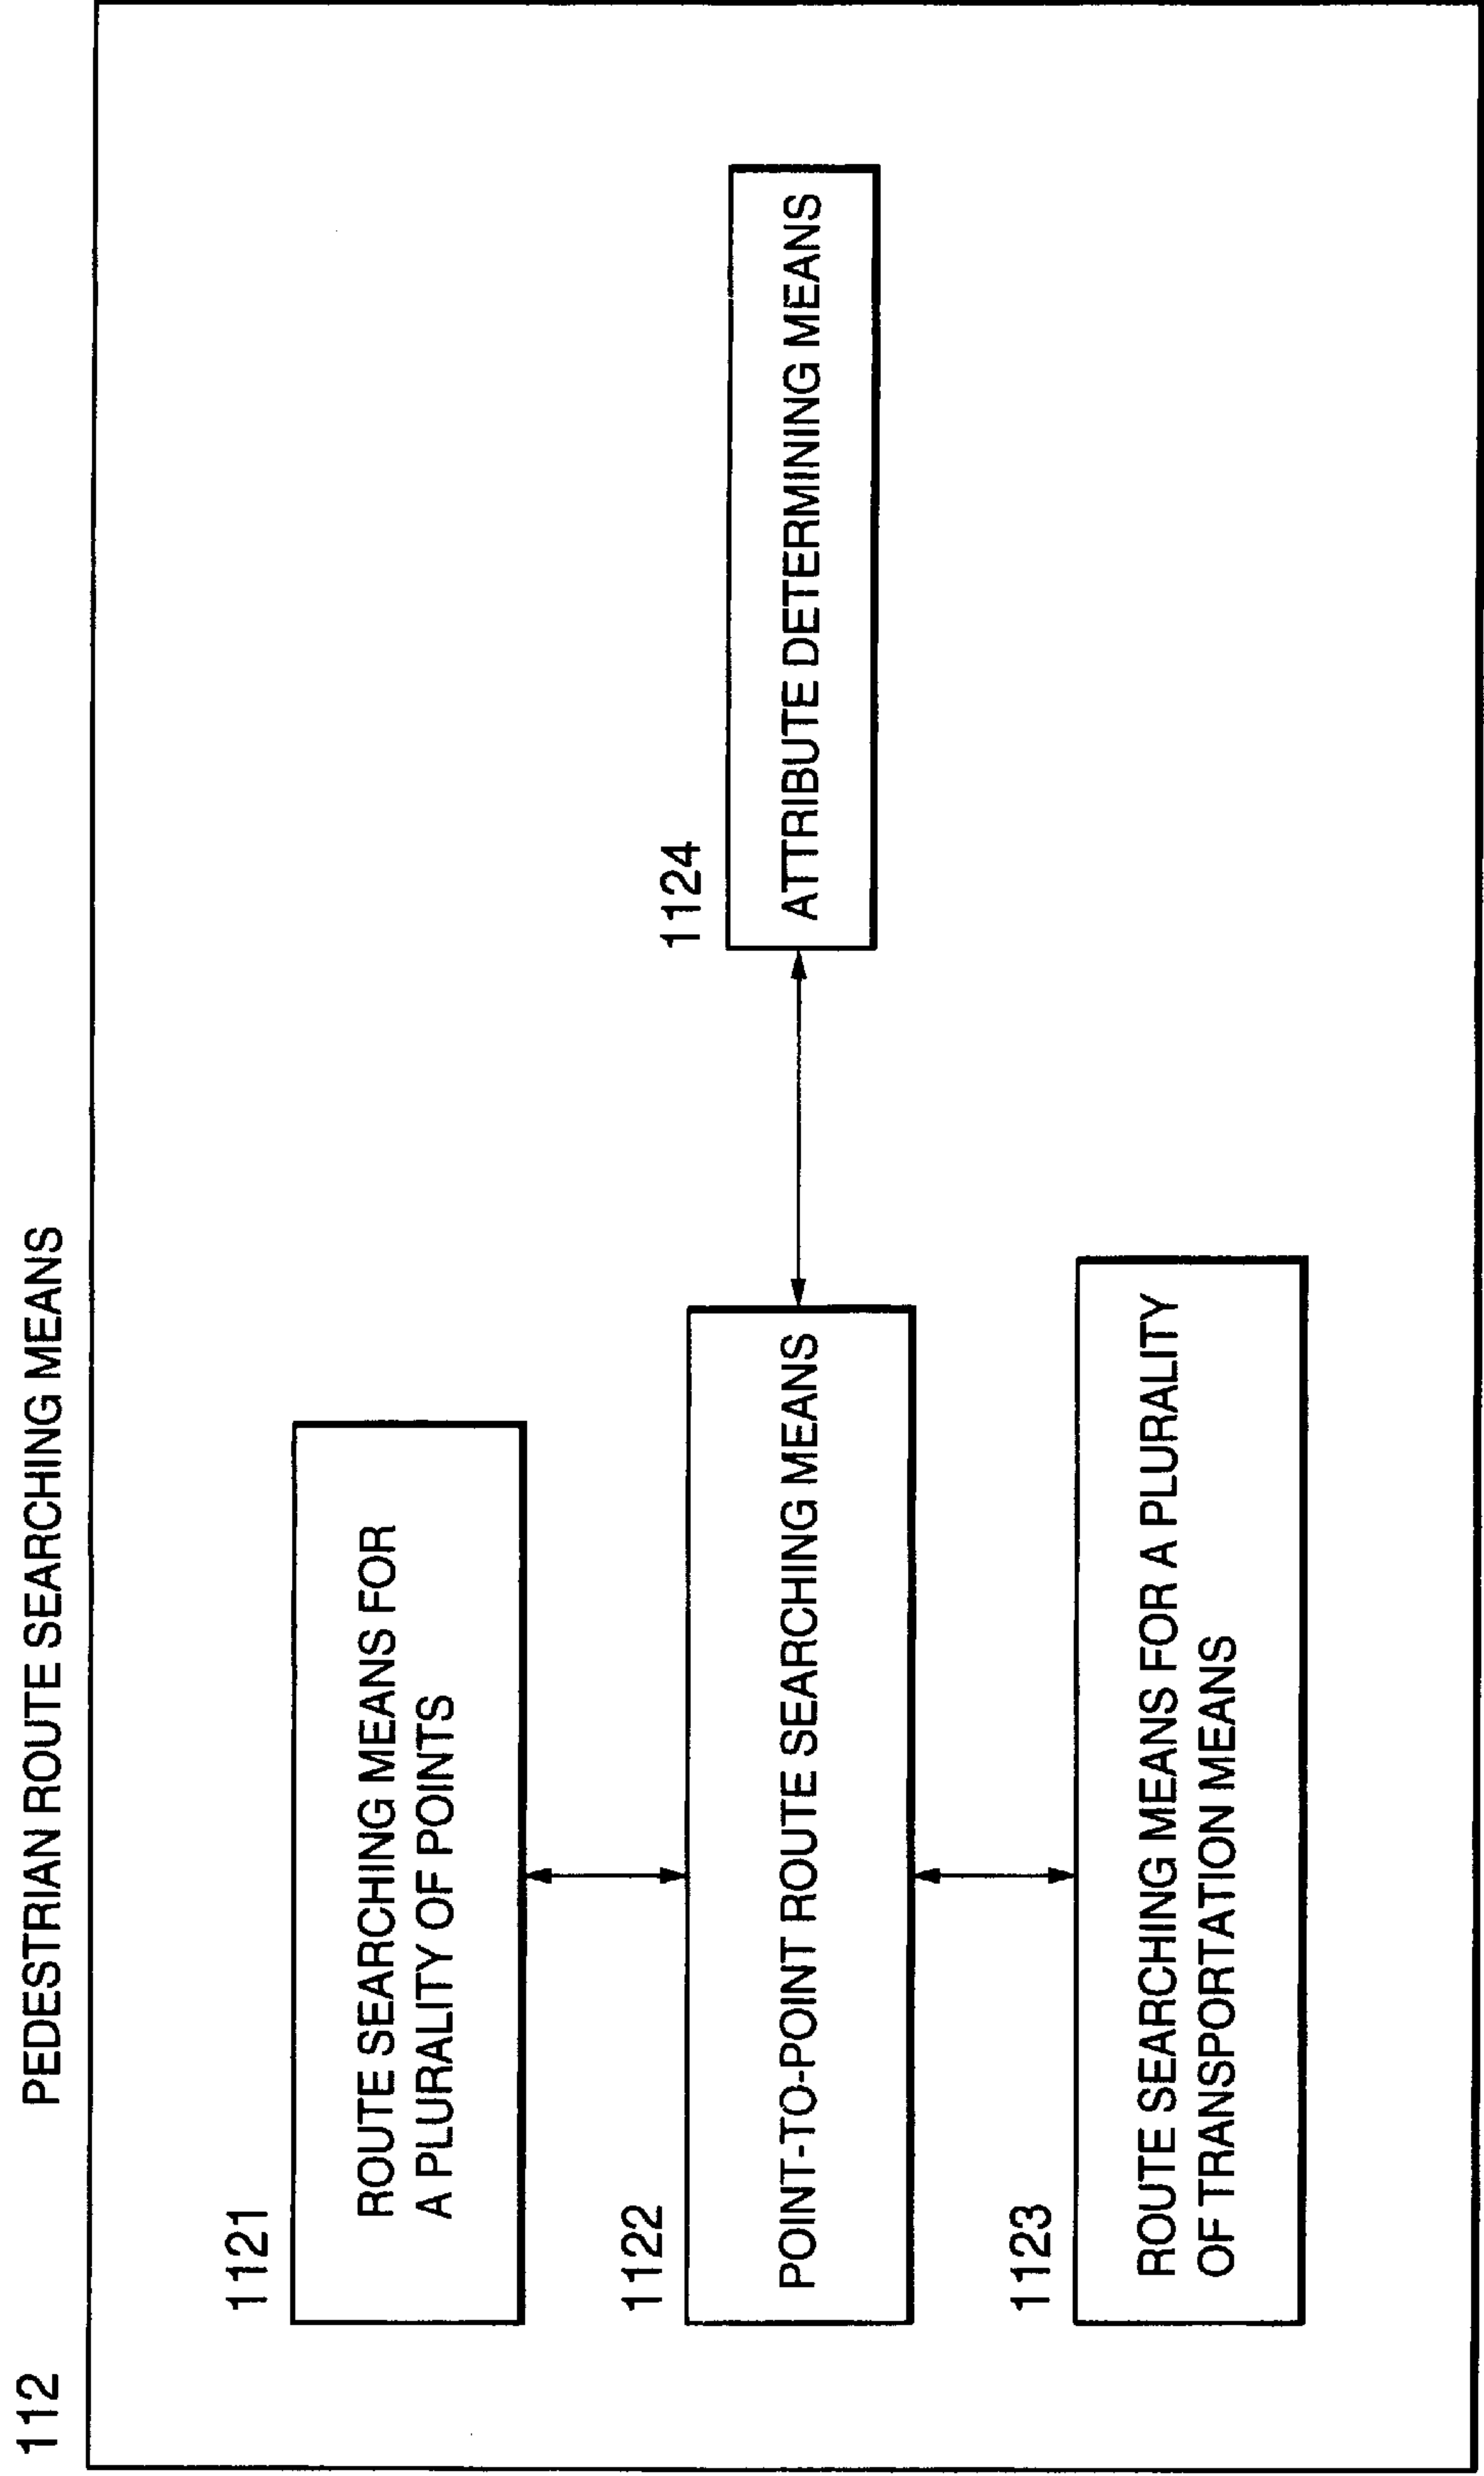 112
PEDESTRIAN ROUTE SEARCHING MEANS
1121
ROUTE SEARCHING MEANS FOR
A PLURALITY OF POINTS
1122
POINT-TO-POINT ROUTE SEARCHING MEANS
1124
ATTRIBUTE DETERMINING MEANS
1123
ROUTE SEARCHING MEANS FOR A PLURALITY
OF TRANSPORTATION MEANS